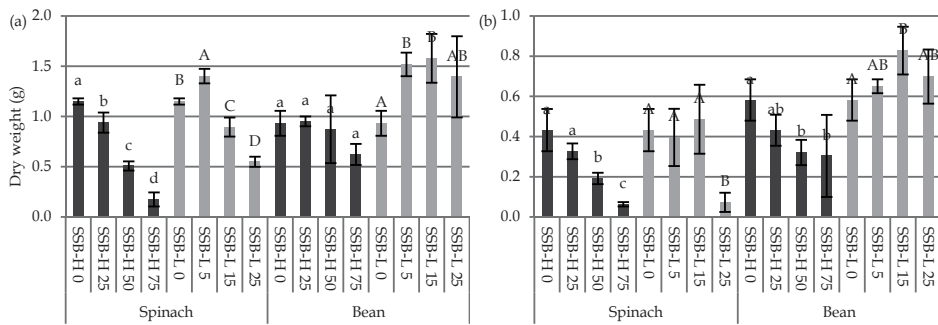 (a)
2.0
1.5
1.0
0.5
0.0
Dry weight (g)
a
b
c
d
B
A
C
D
a
a
a
a
A
B
B
AB
SSB-H 0
SSB-H 25
SSB-H 50
SSB-H 75
SSB-L 0
SSB-L 5
SSB-L 15
SSB-L 25
SSB-H 0
SSB-H 25
SSB-H 50
SSB-H 75
SSB-L 0
SSB-L 5
SSB-L 15
SSB-L 25
Spinach
Bean
(b)
1.0
0.8
0.6
0.4
0.2
0.0
a
a
b
c
A
A
A
B
a
ab
b
b
A
AB
B
AB
SSB-H 0
SSB-H 25
SSB-H 50
SSB-H 75
SSB-L 0
SSB-L 5
SSB-L 15
SSB-L 25
SSB-H 0
SSB-H 25
SSB-H 50
SSB-H 75
SSB-L 0
SSB-L 5
SSB-L 15
SSB-L 25
Spinach
Bean